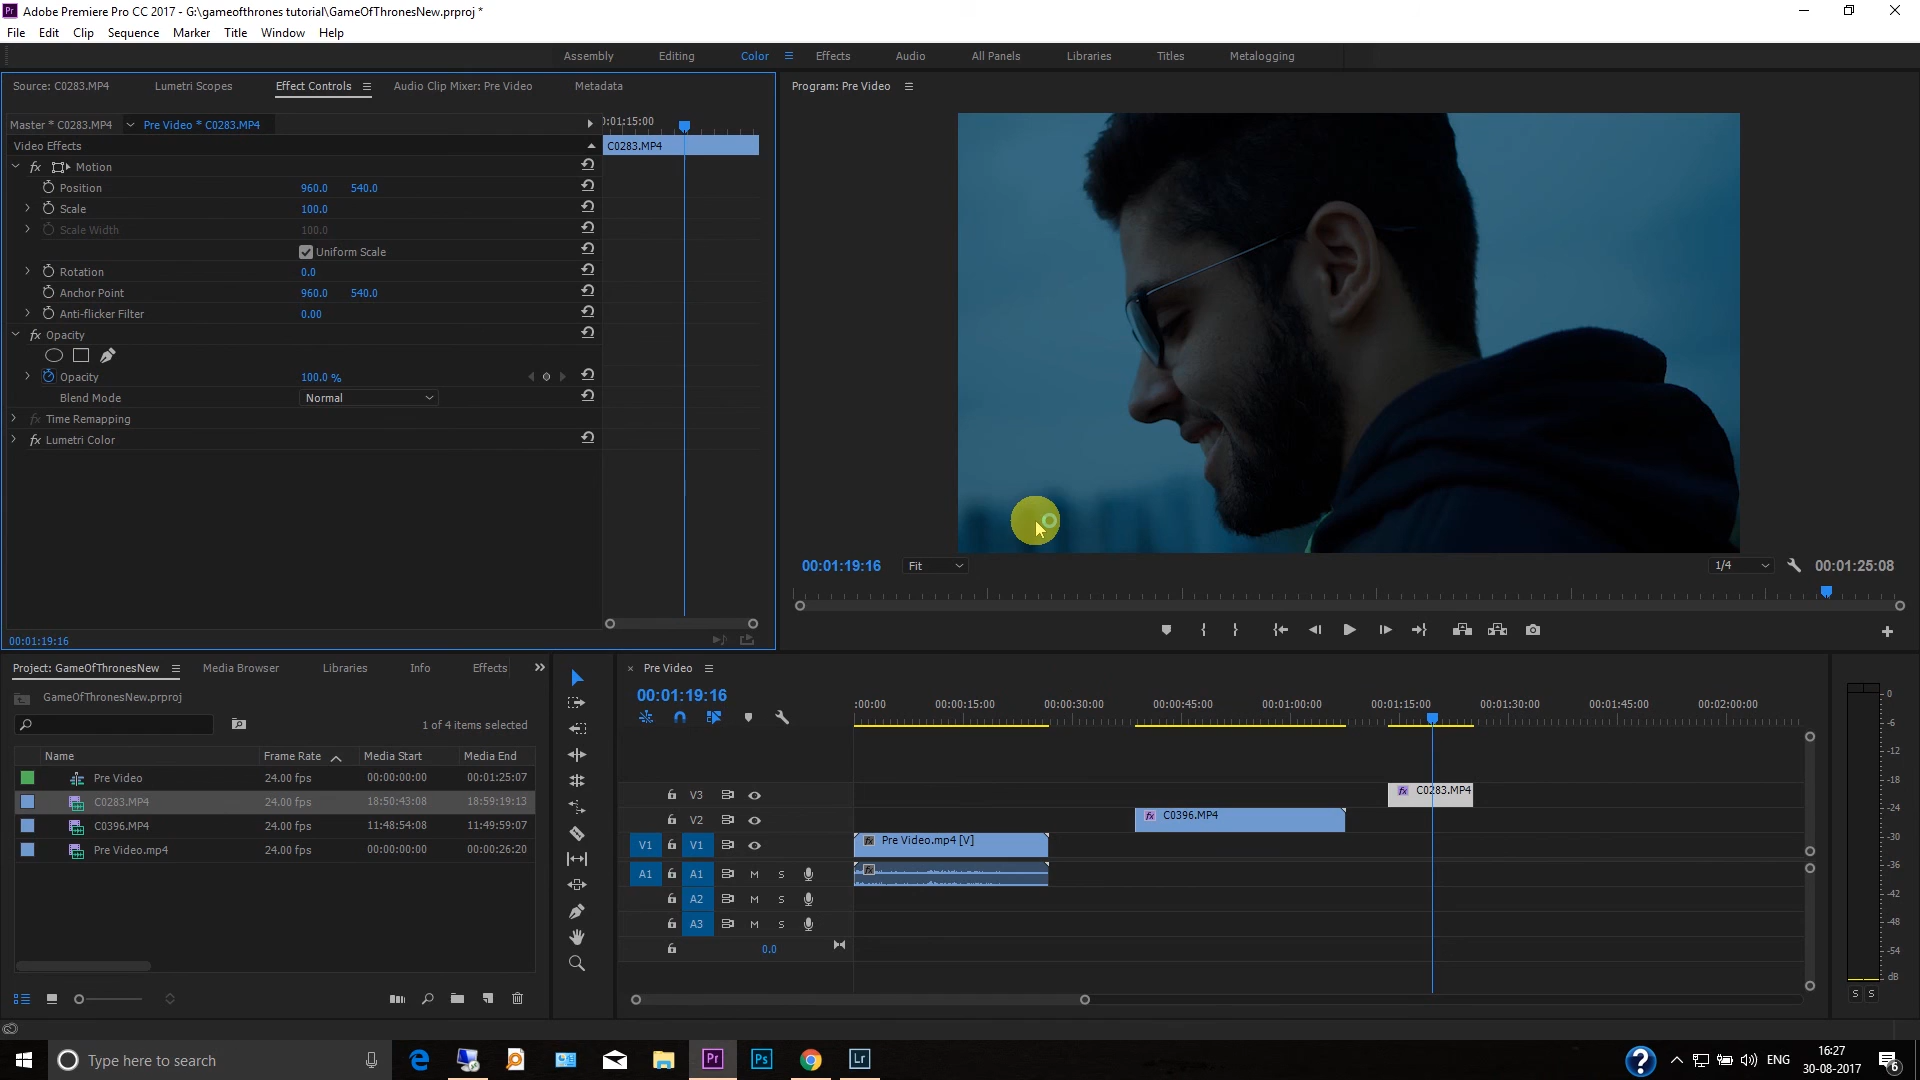 Pr Adobe Premiere Pro CC 2017 - G:\gameofthrones tutorial\GameOfThronesNew.prproj *
File Edit Clip Sequence Marker Title Window Help
Assembly Editing Color Effects Audio All Panels Libraries Titles Metalogging
Source: C0283.MP4 Lumetri Scopes Effect Controls Audio Clip Mixer: Pre Video Metadata
Program: Pre Video
Master * C0283.MP4 Pre Video * C0283.MP4
):01:15:00
Video Effects
C0283.MP4
fx Motion
Position 960.0 540.0
Scale 100.0
Scale Width 100.0
Uniform Scale
Rotation 0.0
Anchor Point 960.0 540.0
Anti-flicker Filter 0.00
fx Opacity
Opacity 100.0 %
Blend Mode Normal
fx Time Remapping
fx Lumetri Color
00:01:19:16
00:01:19:16 Fit 1/4 00:01:25:08
Project: GameOfThronesNew Media Browser Libraries Info Effects
GameOfThronesNew.prproj
1 of 4 items selected
Name Frame Rate Media Start Media End
Pre Video 24.00 fps 00:00:00:00 00:01:25:07
C0283.MP4 24.00 fps 18:50:43:08 18:59:19:13
C0396.MP4 24.00 fps 11:48:54:08 11:49:59:07
Pre Video.mp4 24.00 fps 00:00:00:00 00:00:26:20
× Pre Video
00:01:19:16
:00:00 00:00:15:00 00:00:30:00 00:00:45:00 00:01:00:00 00:01:15:00 00:01:30:00 00:01:45:00 00:02:00:00
V3 fx C0283.MP4
V2 fx C0396.MP4
V1 V1 fx Pre Video.mp4 [V]
A1 A1 M S fx
A2 M S
A3 M S
0.0
0
-6
-12
-18
-24
-30
-36
-42
-48
-54
dB
S S
Type here to search
Pr Ps Lr
ENG
16:27
30-08-2017
6